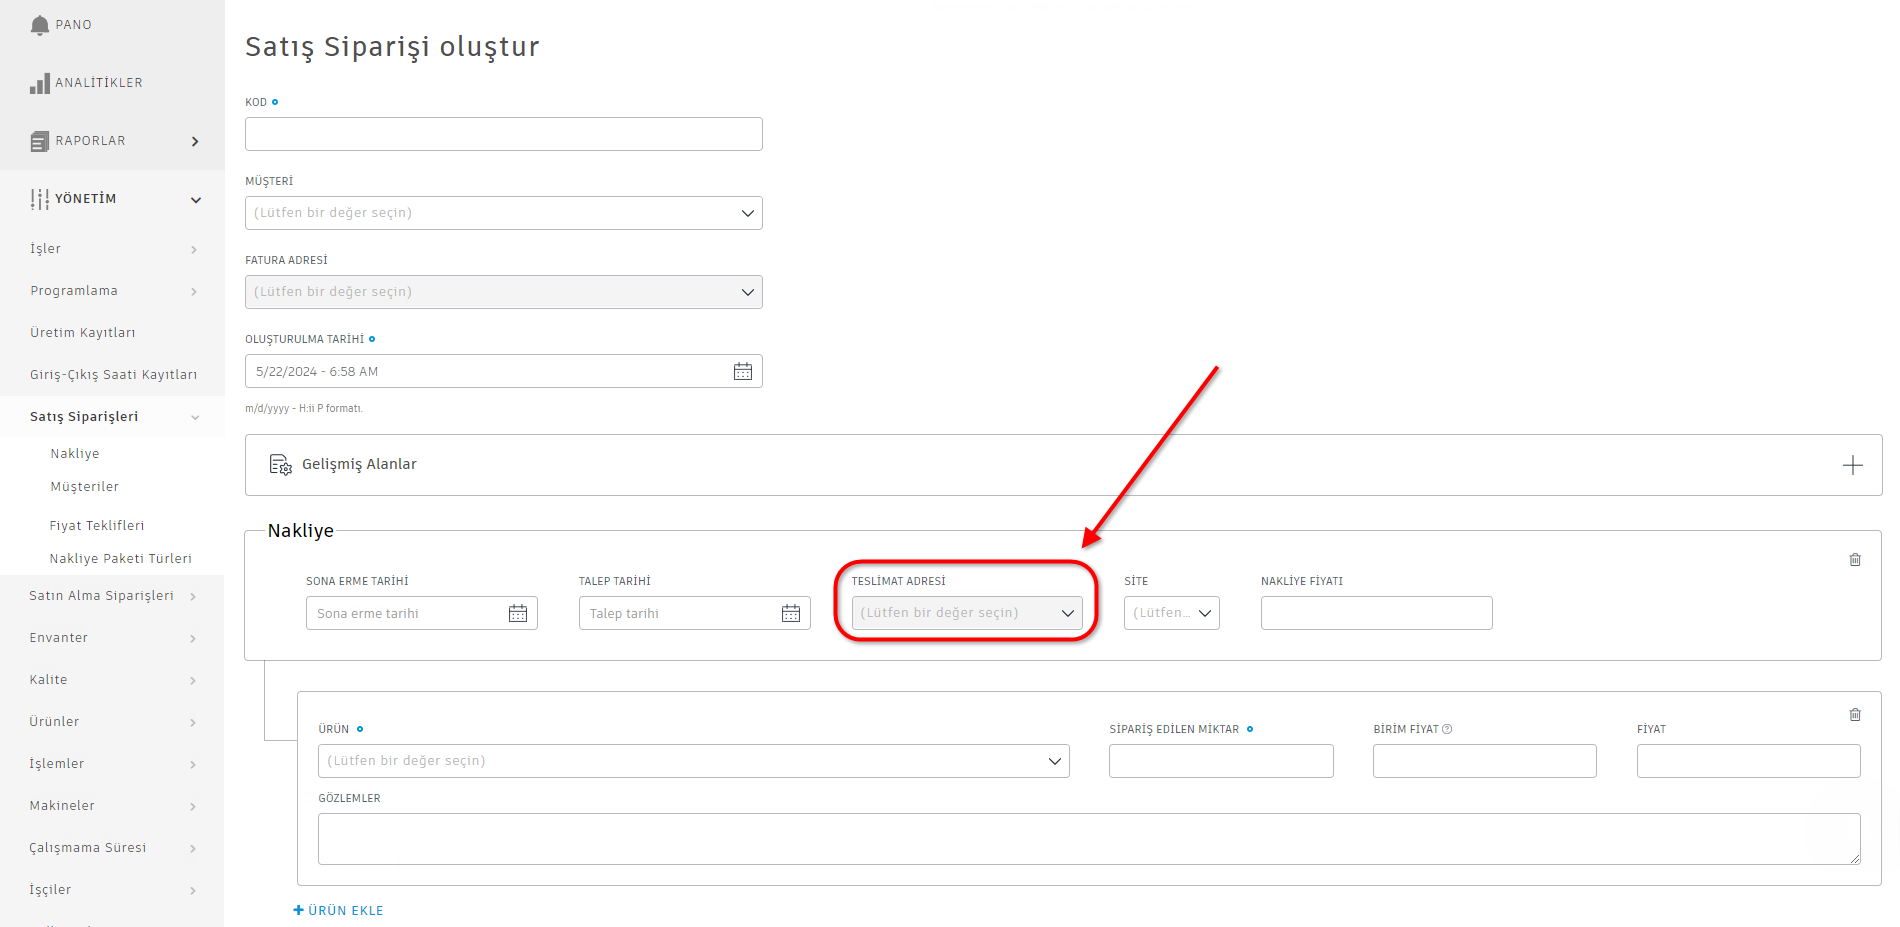 PANO
ANALİTİKLER
RAPORLAR
YÖNETİM
İşler
Programlama
Üretim Kayıtları
Giriş-Çıkış Saati Kayıtları
Satış Siparişleri
Nakliye
Müşteriler
Fiyat Teklifleri
Nakliye Paketi Türleri
Satın Alma Siparişleri
Envanter
Kalite
Ürünler
İşlemler
Makineler
Çalışmama Süresi
İşçiler
Satış Siparişi oluştur
KOD
MÜŞTERİ
(Lütfen bir değer seçin)
FATURA ADRESİ
(Lütfen bir değer seçin)
OLUŞTURULMA TARİHİ
5/22/2024 - 6:58 AM
m/d/yyyy - H:ii P formatı.
Gelişmiş Alanlar
Nakliye
SONA ERME TARİHİ TALEP TARİHİ TESLİMAT ADRESİ SİTE NAKLİYE FİYATI
Sona erme tarihi Talep tarihi (Lütfen bir değer seçin) (Lütfen...
ÜRÜN SİPARİŞ EDİLEN MİKTAR BİRİM FİYAT FİYAT
(Lütfen bir değer seçin)
GÖZLEMLER
+ ÜRÜN EKLE